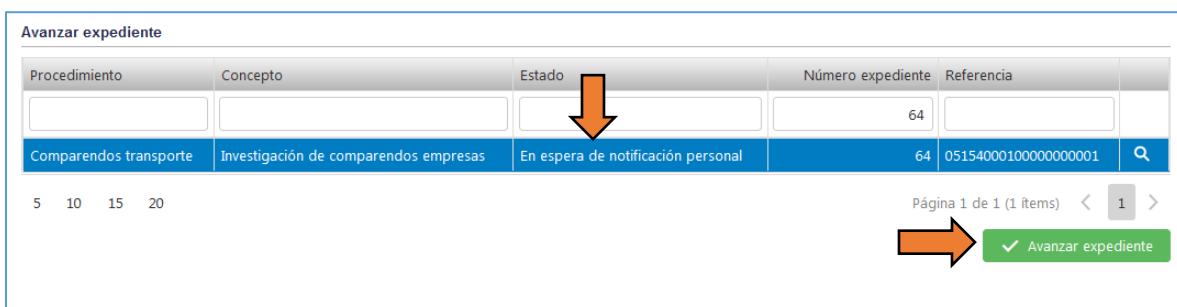 Avanzar expediente
Procedimiento Concepto Estado Número expediente Referencia
64
Comparendos transporte Investigación de comparendos empresas En espera de notificación personal 64 05154000100000000001
5 10 15 20 Página 1 de 1 (1 ítems) < 1 >
Avanzar expediente